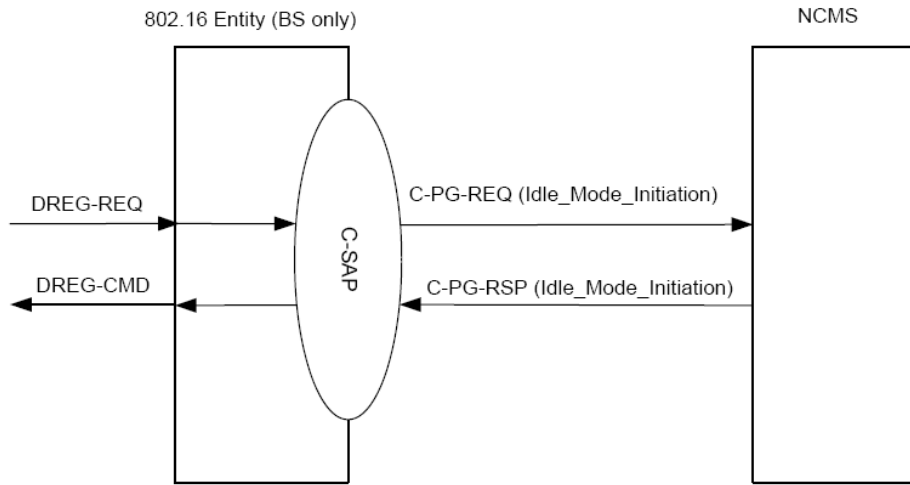 802.16 Entity (BS only)
NCMS
DREG-REQ
C-PG-REQ (Idle_Mode_Initiation)
C-SAP
DREG-CMD
C-PG-RSP (Idle_Mode_Initiation)